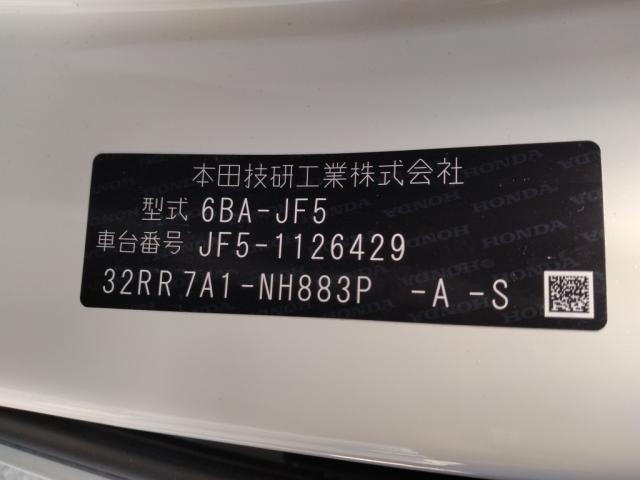 本田技研工業株式会社
型式 6BA-JF5
車台番号 JF5-1126429
32RR7A1-NH883P -A -S